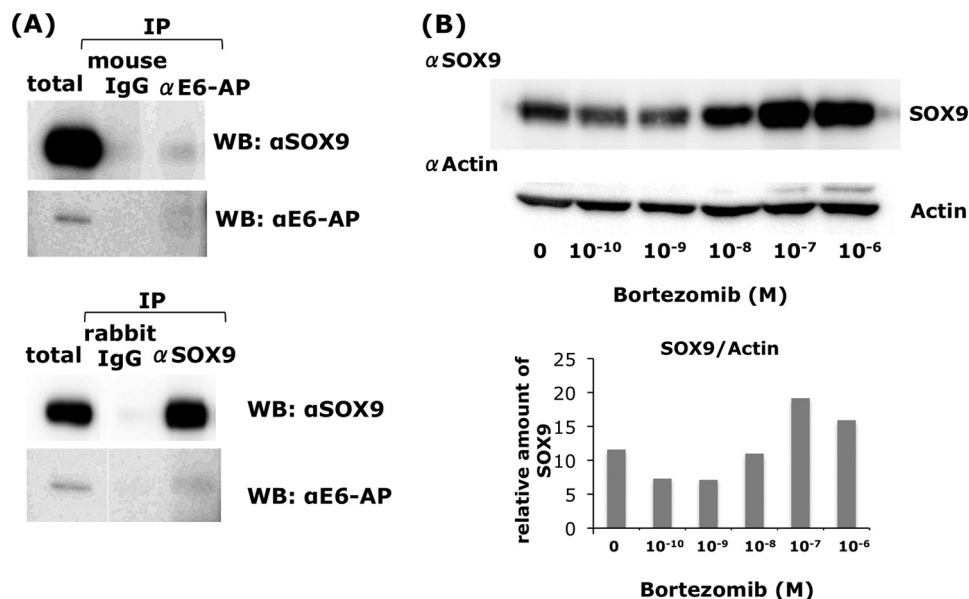 (A)
IP
mouse
total IgG αE6-AP
WB: αSOX9
WB: αE6-AP
IP
rabbit
total IgG αSOX9
WB: αSOX9
WB: αE6-AP
(B)
αSOX9
SOX9
αActin
Actin
0 10⁻¹⁰ 10⁻⁹ 10⁻⁸ 10⁻⁷ 10⁻⁶
Bortezomib (M)
SOX9/Actin
relative amount of
SOX9
25
20
15
10
5
0
0 10⁻¹⁰ 10⁻⁹ 10⁻⁸ 10⁻⁷ 10⁻⁶
Bortezomib (M)